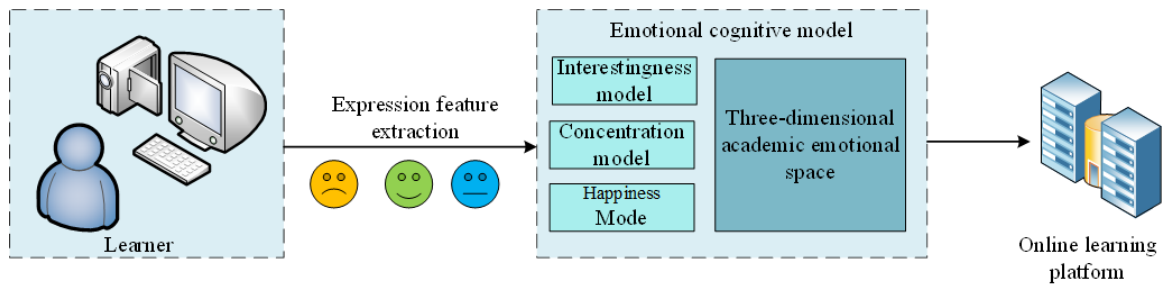 Learner
Expression feature
extraction
Emotional cognitive model
Interestingness
model
Concentration
model
Happiness
Mode
Three-dimensional
academic emotional
space
Online learning
platform